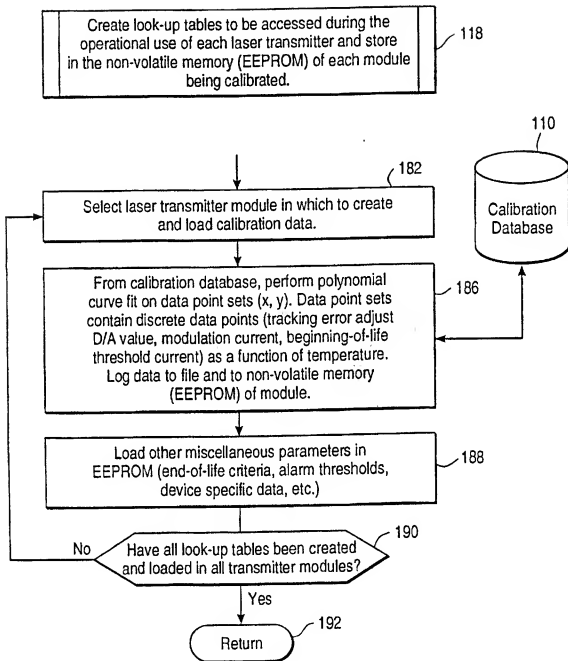 Create look-up tables to be accessed during the
operational use of each laser transmitter and store
in the non-volatile memory (EEPROM) of each module
being calibrated.
118
110
Calibration
Database
182
Select laser transmitter module in which to create
and load calibration data.
From calibration database, perform polynomial
curve fit on data point sets (x, y). Data point sets
contain discrete data points (tracking error adjust
D/A value, modulation current, beginning-of-life
threshold current) as a function of temperature.
Log data to file and to non-volatile memory
(EEPROM) of module.
186
Load other miscellaneous parameters in
EEPROM (end-of-life criteria, alarm thresholds,
device specific data, etc.)
188
190
No
Have all look-up tables been created
and loaded in all transmitter modules?
Yes
192
Return